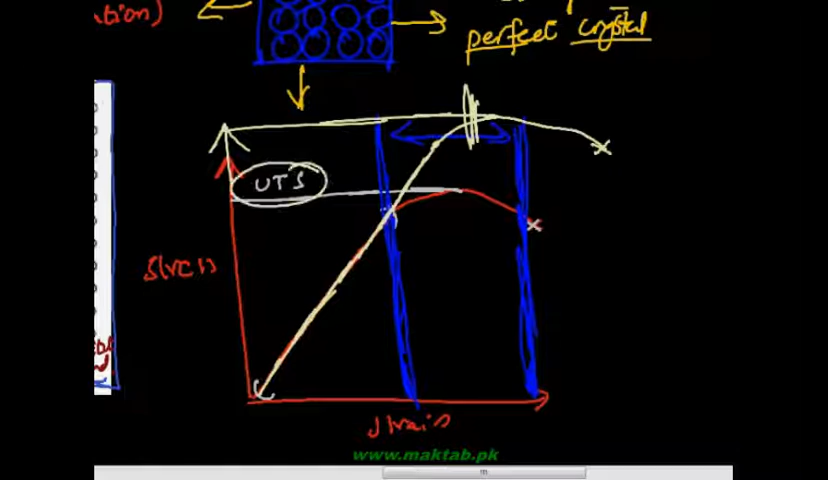 ation)
perfect crystal
UTS
Stress
Strain
www.maktab.pk